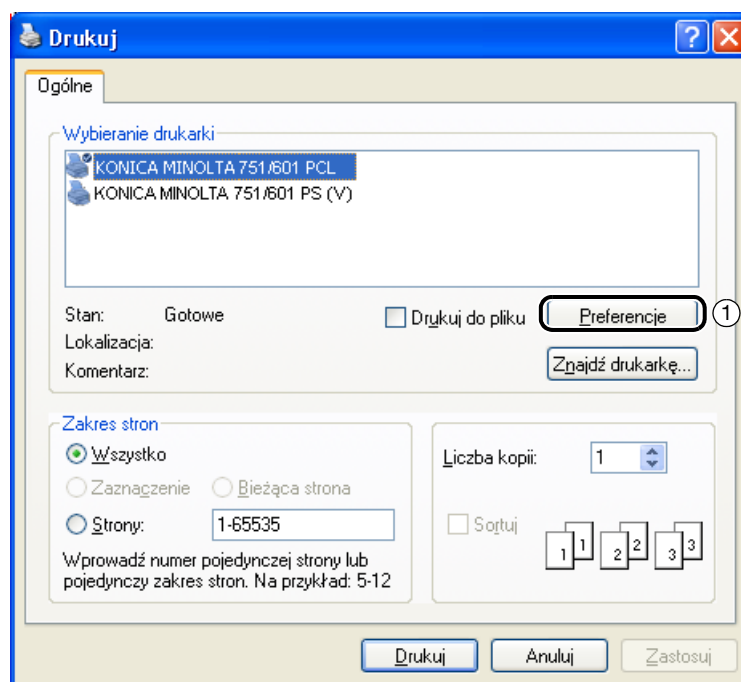 Drukuj
Ogólne
Wybieranie drukarki
KONICA MINOLTA 751/601 PCL
KONICA MINOLTA 751/601 PS (V)
Stan: Gotowe
Drukuj do pliku
Preferencje
1
Lokalizacja:
Komentarz:
Znajdź drukarkę...
Zakres stron
Wszystko
Zaznaczenie
Bieżąca strona
Strony: 1-65535
Wprowadź numer pojedynczej strony lub
pojedynczy zakres stron. Na przykład: 5-12
Liczba kopii: 1
Sortuj
1 1 2 2 3 3
Drukuj
Anuluj
Zastosuj